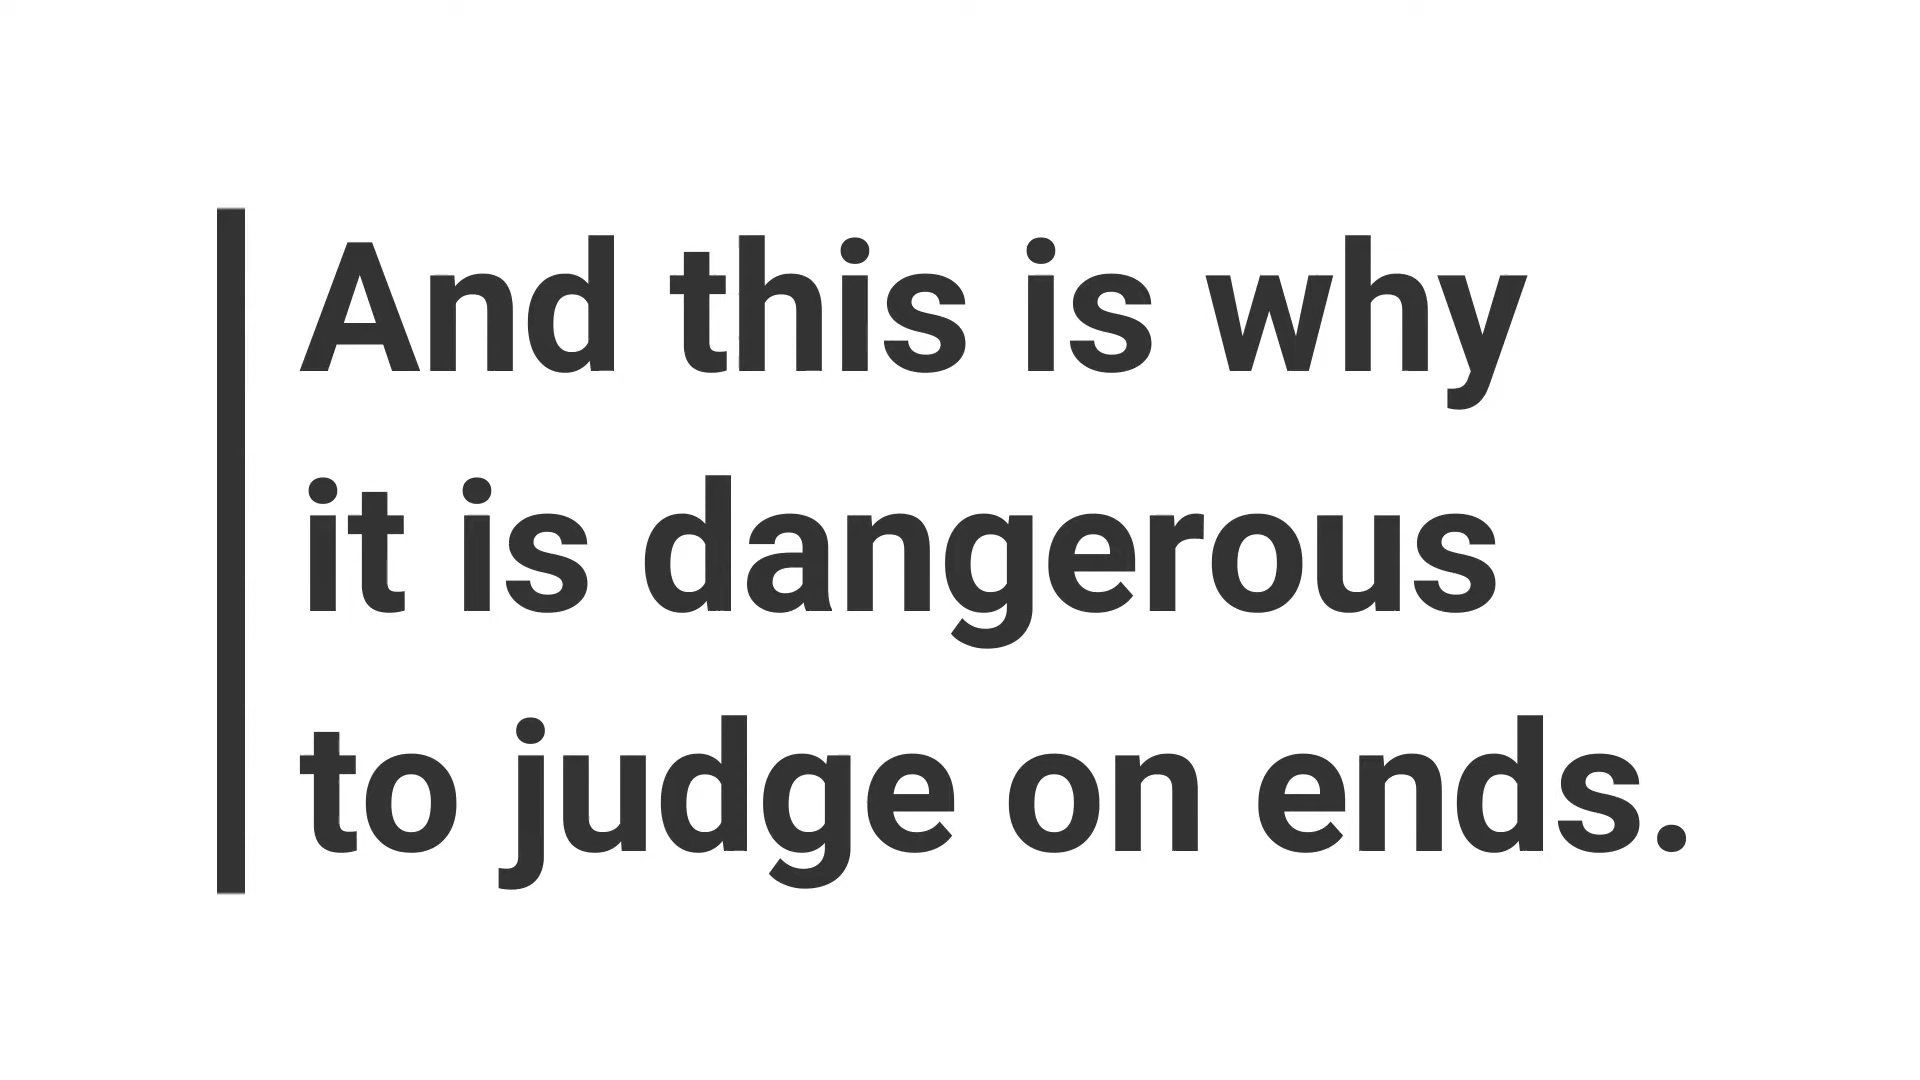 And this is why
it is dangerous
to judge on ends.